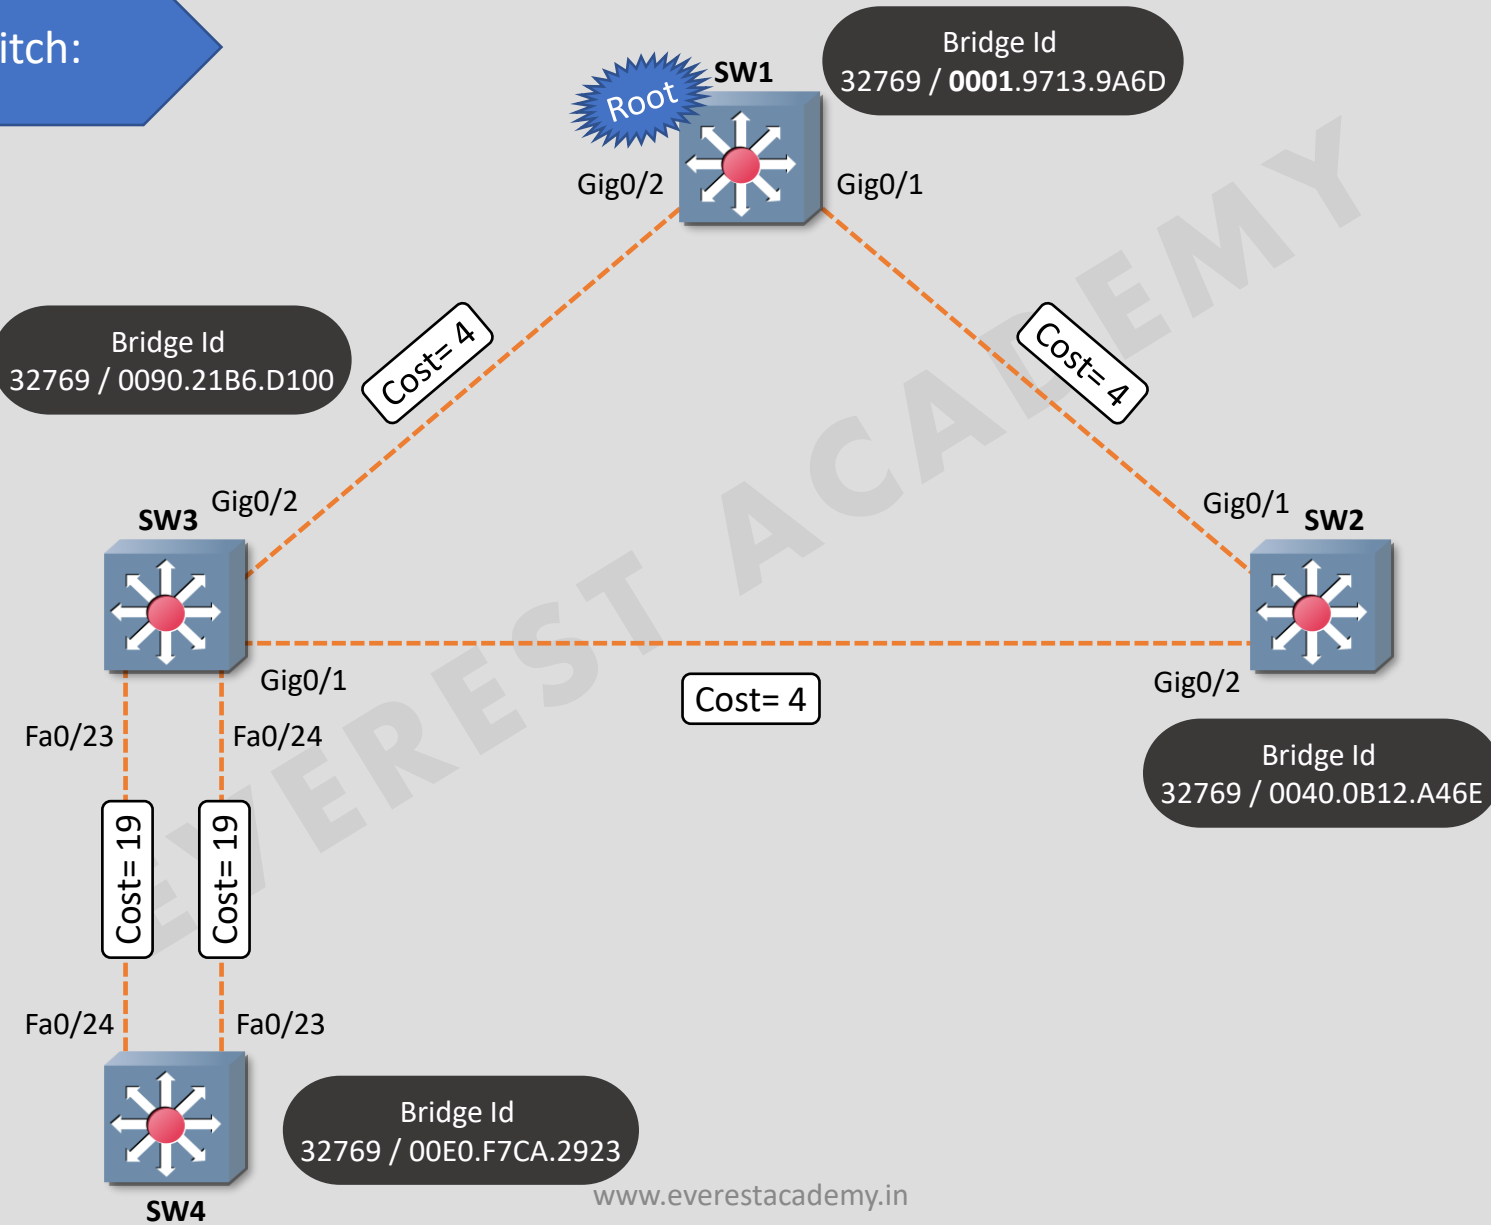 itch:
Root
SW1
Bridge Id
32769 / 0001.9713.9A6D
Gig0/2
Gig0/1
Bridge Id
32769 / 0090.21B6.D100
Cost= 4
Cost= 4
Gig0/2
SW3
Gig0/1
SW2
Gig0/1
Cost= 4
Gig0/2
Fa0/23
Fa0/24
Bridge Id
32769 / 0040.0B12.A46E
Cost= 19
Cost= 19
Fa0/24
Fa0/23
Bridge Id
32769 / 00E0.F7CA.2923
SW4
EVEREST ACADEMY
www.everestacademy.in